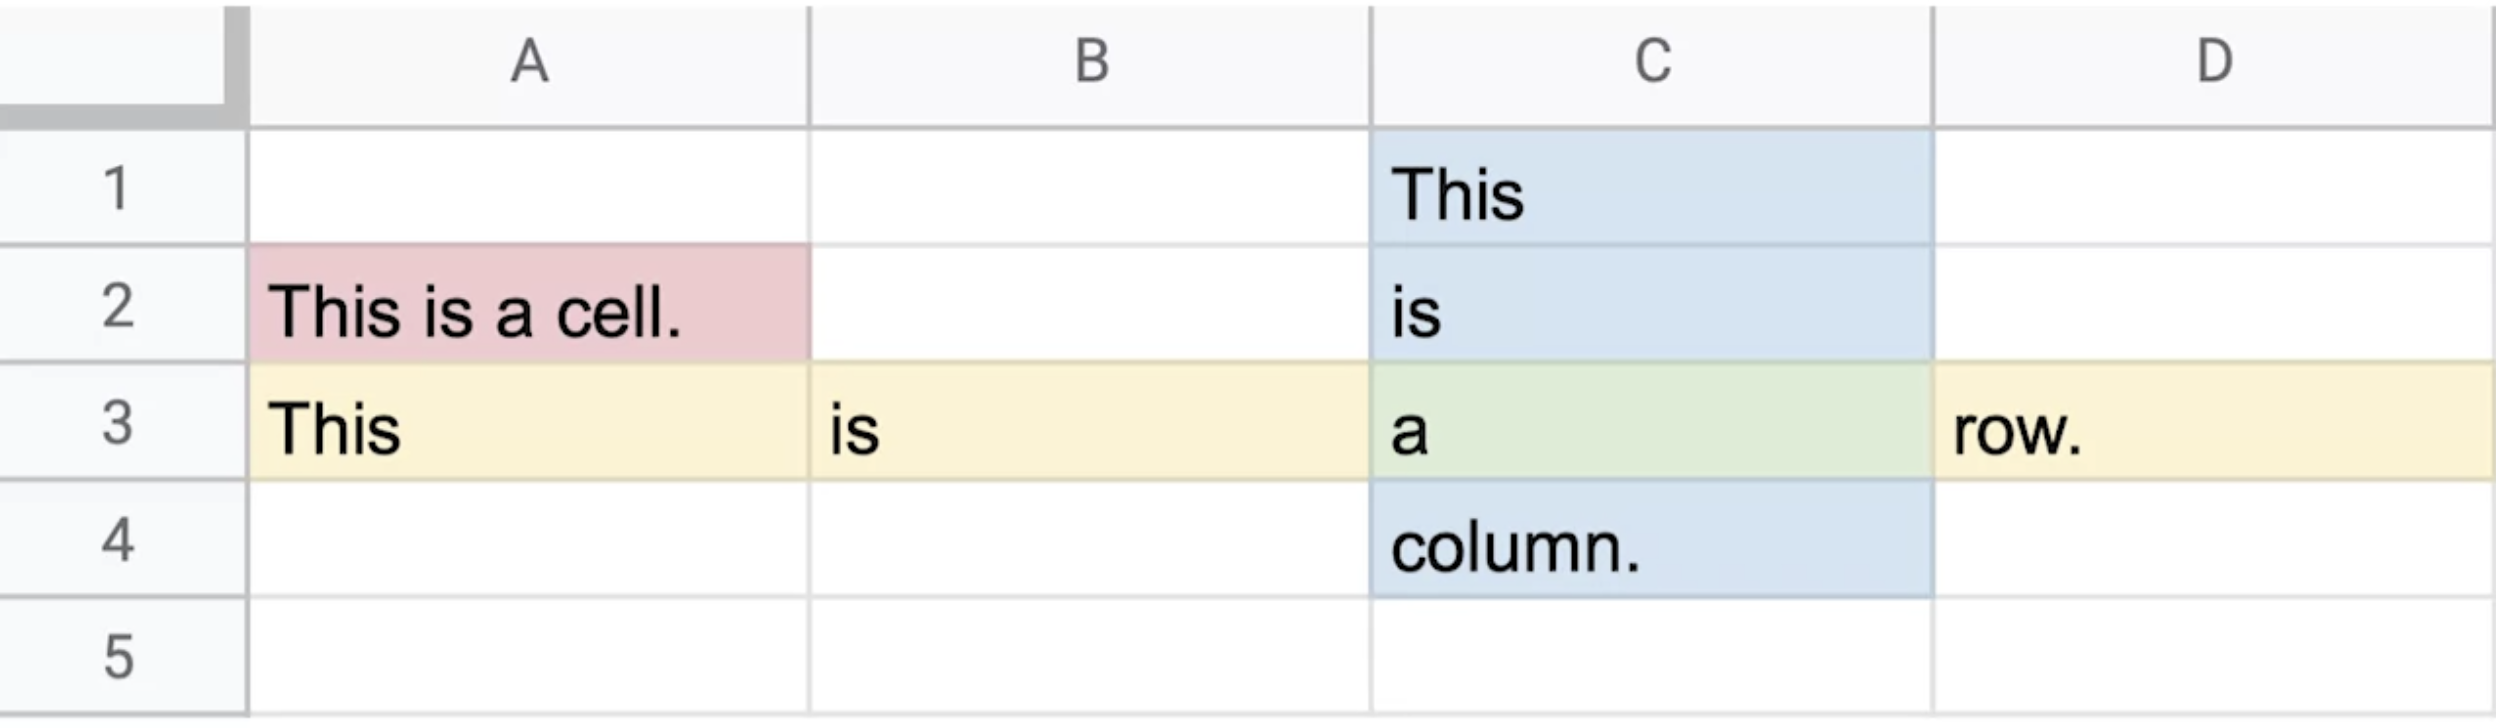 A B C D
1 This
2 This is a cell. is
3 This is a row.
4 column.
5